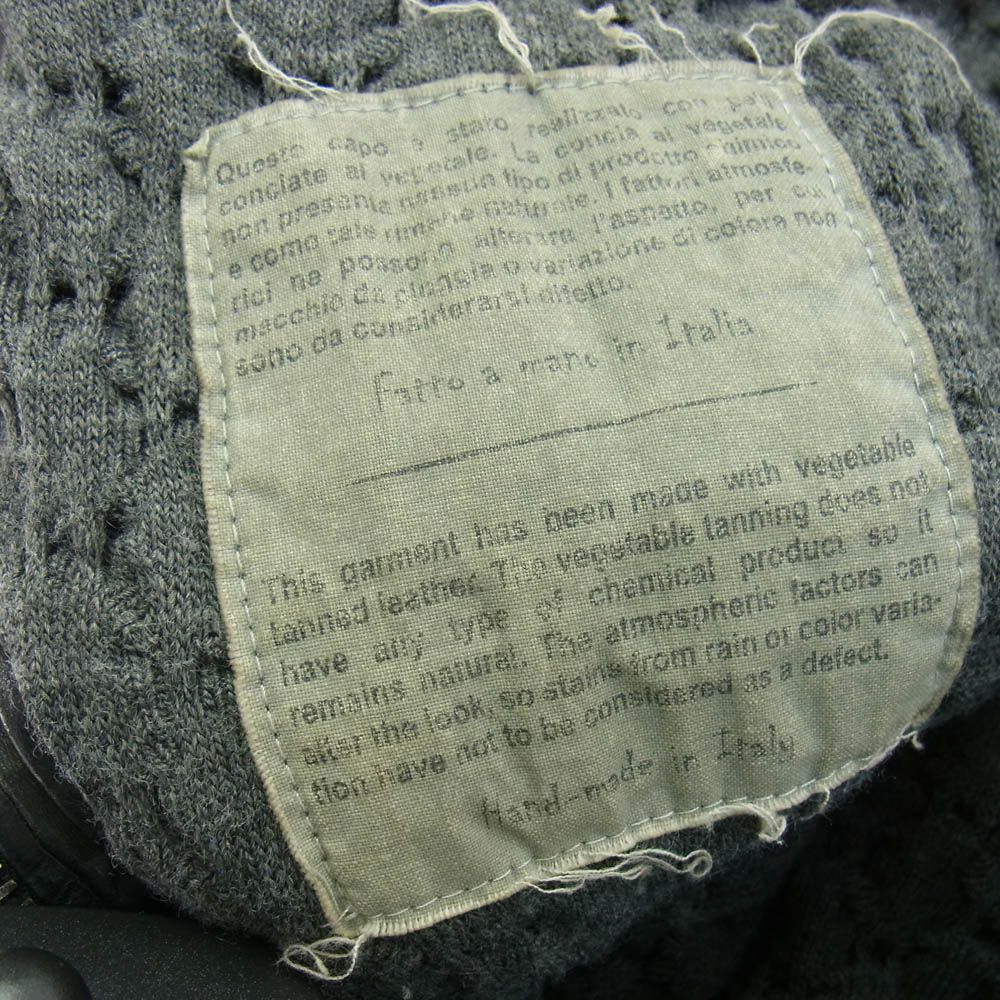 Questo capo è stato realizzato con pelli
conciate al vegetale. La concia al vegetale
non presenta nessun tipo di prodotto chimico
e come tale rimane naturale. I fattori atmosfe-
rici ne possono alterare l'aspetto, per cui
macchie da pioggia o variazione di colore non
sono da considerarsi difetto.
Fatto a mano in Italia
This garment has been made with vegetable
tanned leather. The vegetable tanning does not
have any type of chemical product so it
remains natural. The atmospheric factors can
alter the look, so stains from rain or color varia-
tion have not to be considered as a defect.
Hand-made in Italy